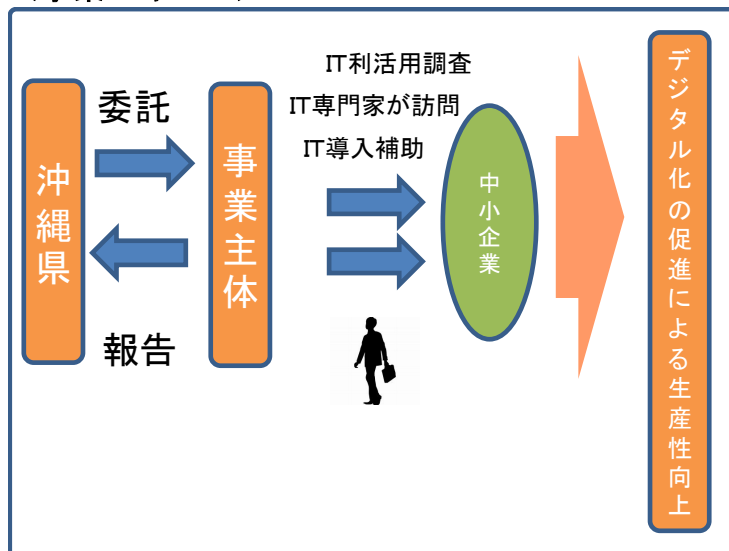 沖縄県
委託
報告
事業主体
IT利活用調査
IT専門家が訪問
IT導入補助
中小企業
デジタル化の促進による生産性向上